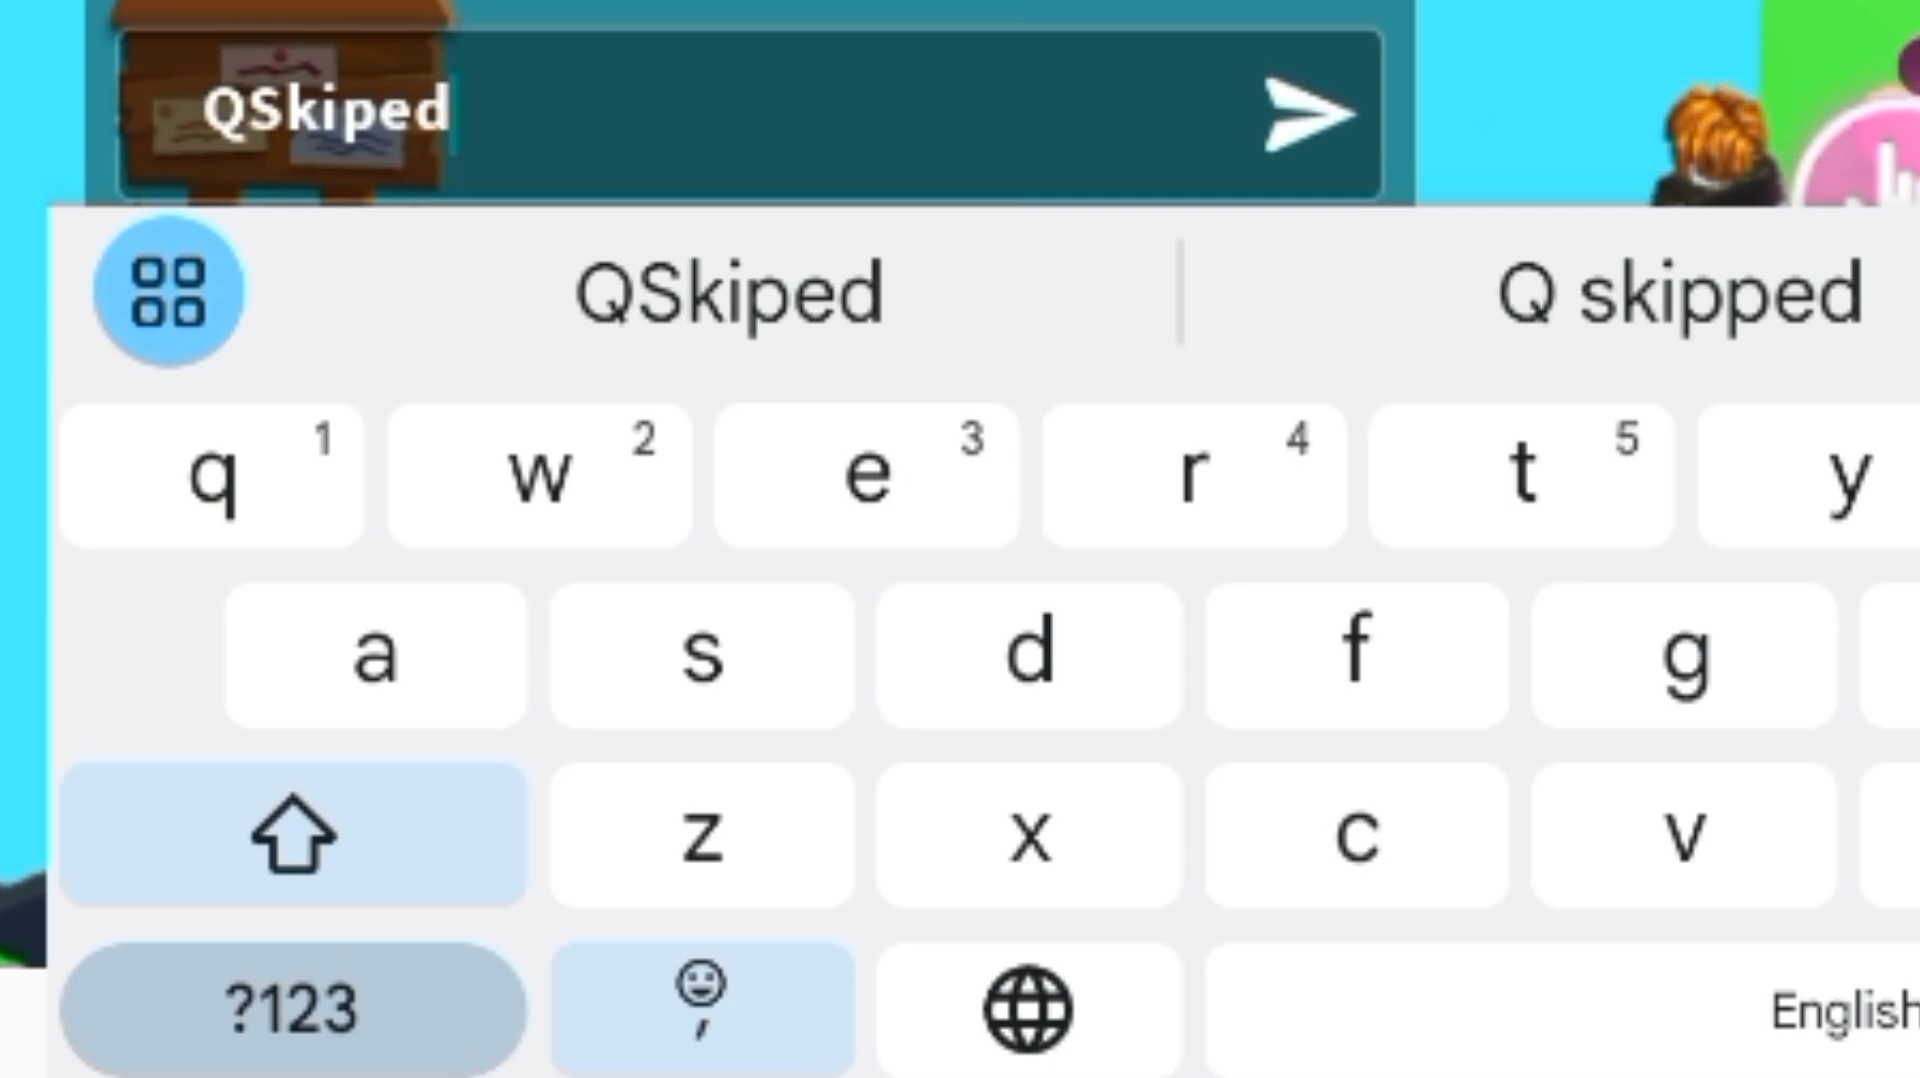 QSkiped
QSkiped Q skipped
q 1 w 2 e 3 r 4 t 5 y
a s d f g
z x c v
?123 , English